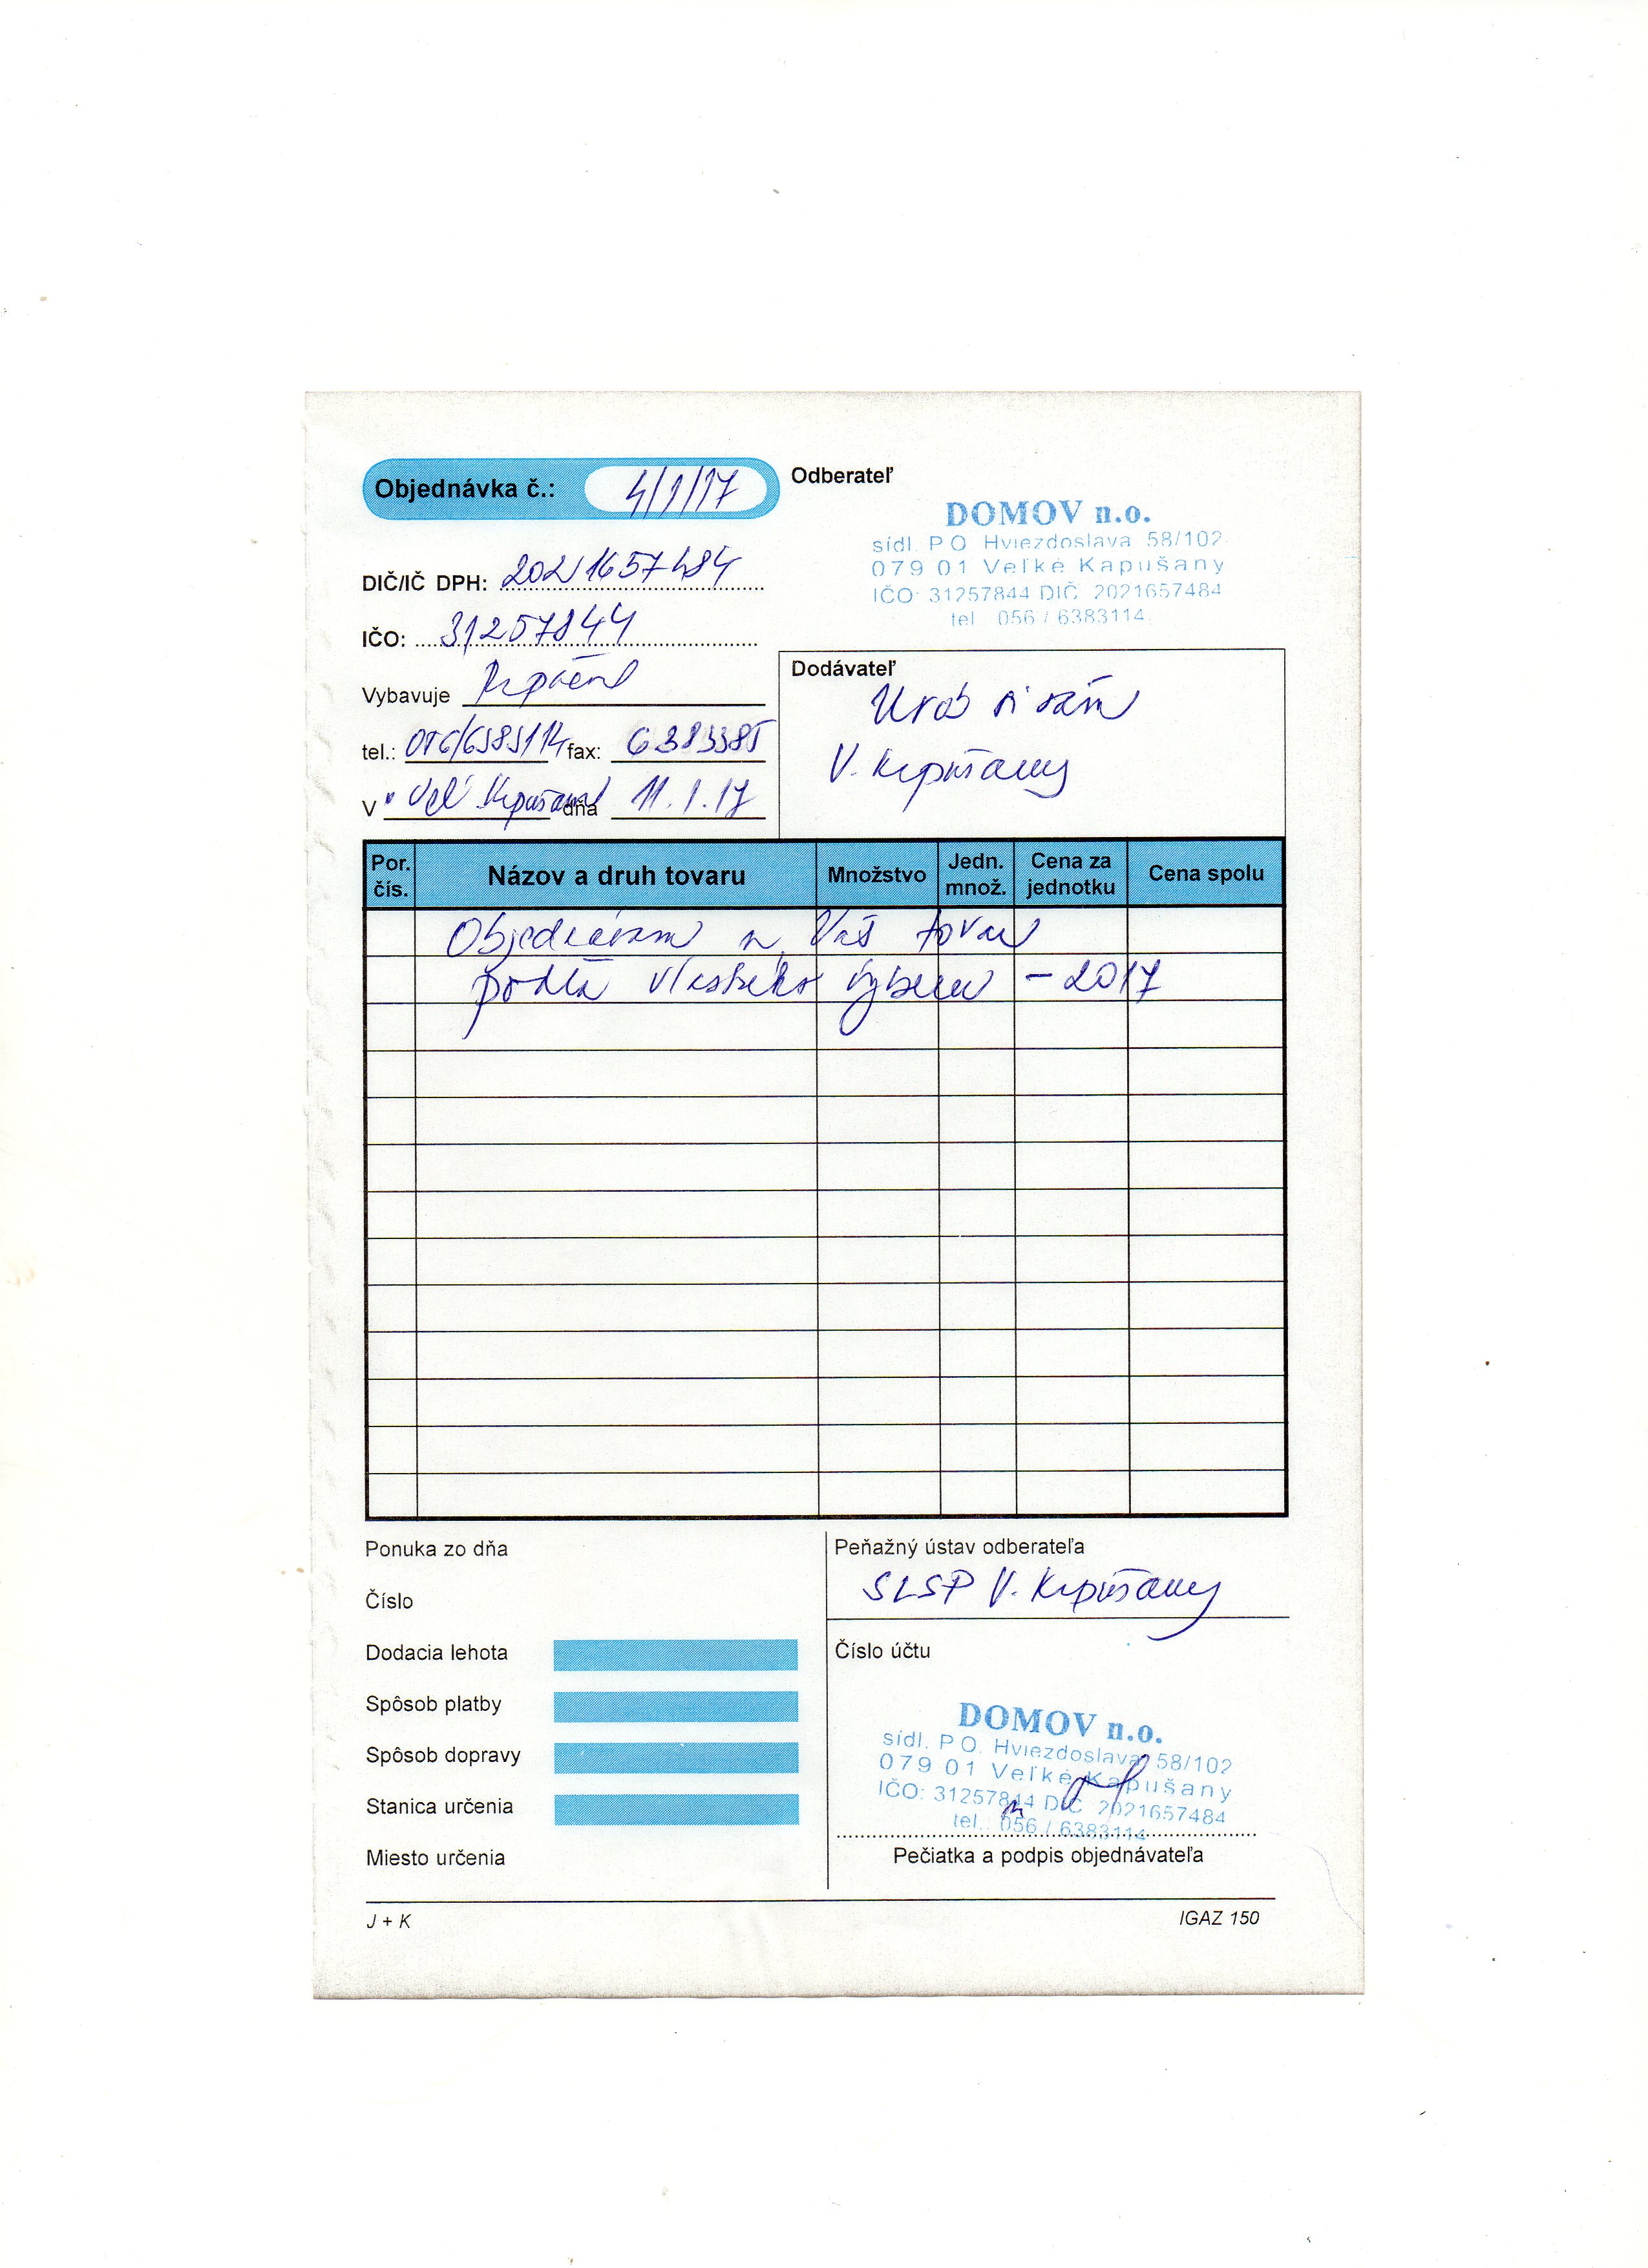 Objednávka č.: 4/1/17
Odberateľ
DOMOV n.o.
sídl. P O Hviezdoslava 58/102
079 01 Veľké Kapušany
IČO: 31257844 DIČ 2021657484
tel. 056 / 6383114
DIČ/IČ DPH: 2021657484
IČO: 31257844
Vybavuje
tel.: 056/6383114 fax: 6383385
V Veľ. Kapušany dňa 11.1.17
Dodávateľ
Urob si sám
V. Kapušany
Por. čís. Názov a druh tovaru Množstvo Jedn. množ. Cena za jednotku Cena spolu
Objednávam u Vás tovar
podľa vlastného výberu - 2017
Ponuka zo dňa
Číslo
Dodacia lehota
Spôsob platby
Spôsob dopravy
Stanica určenia
Miesto určenia
Peňažný ústav odberateľa
SLSP V. Kapušany
Číslo účtu
DOMOV n.o.
sídl. P.O. Hviezdoslava 58/102
079 01 Veľké Kapušany
IČO: 31257844 DIČ 2021657484
tel.: 056 / 6383114
Pečiatka a podpis objednávateľa
J + K
IGAZ 150